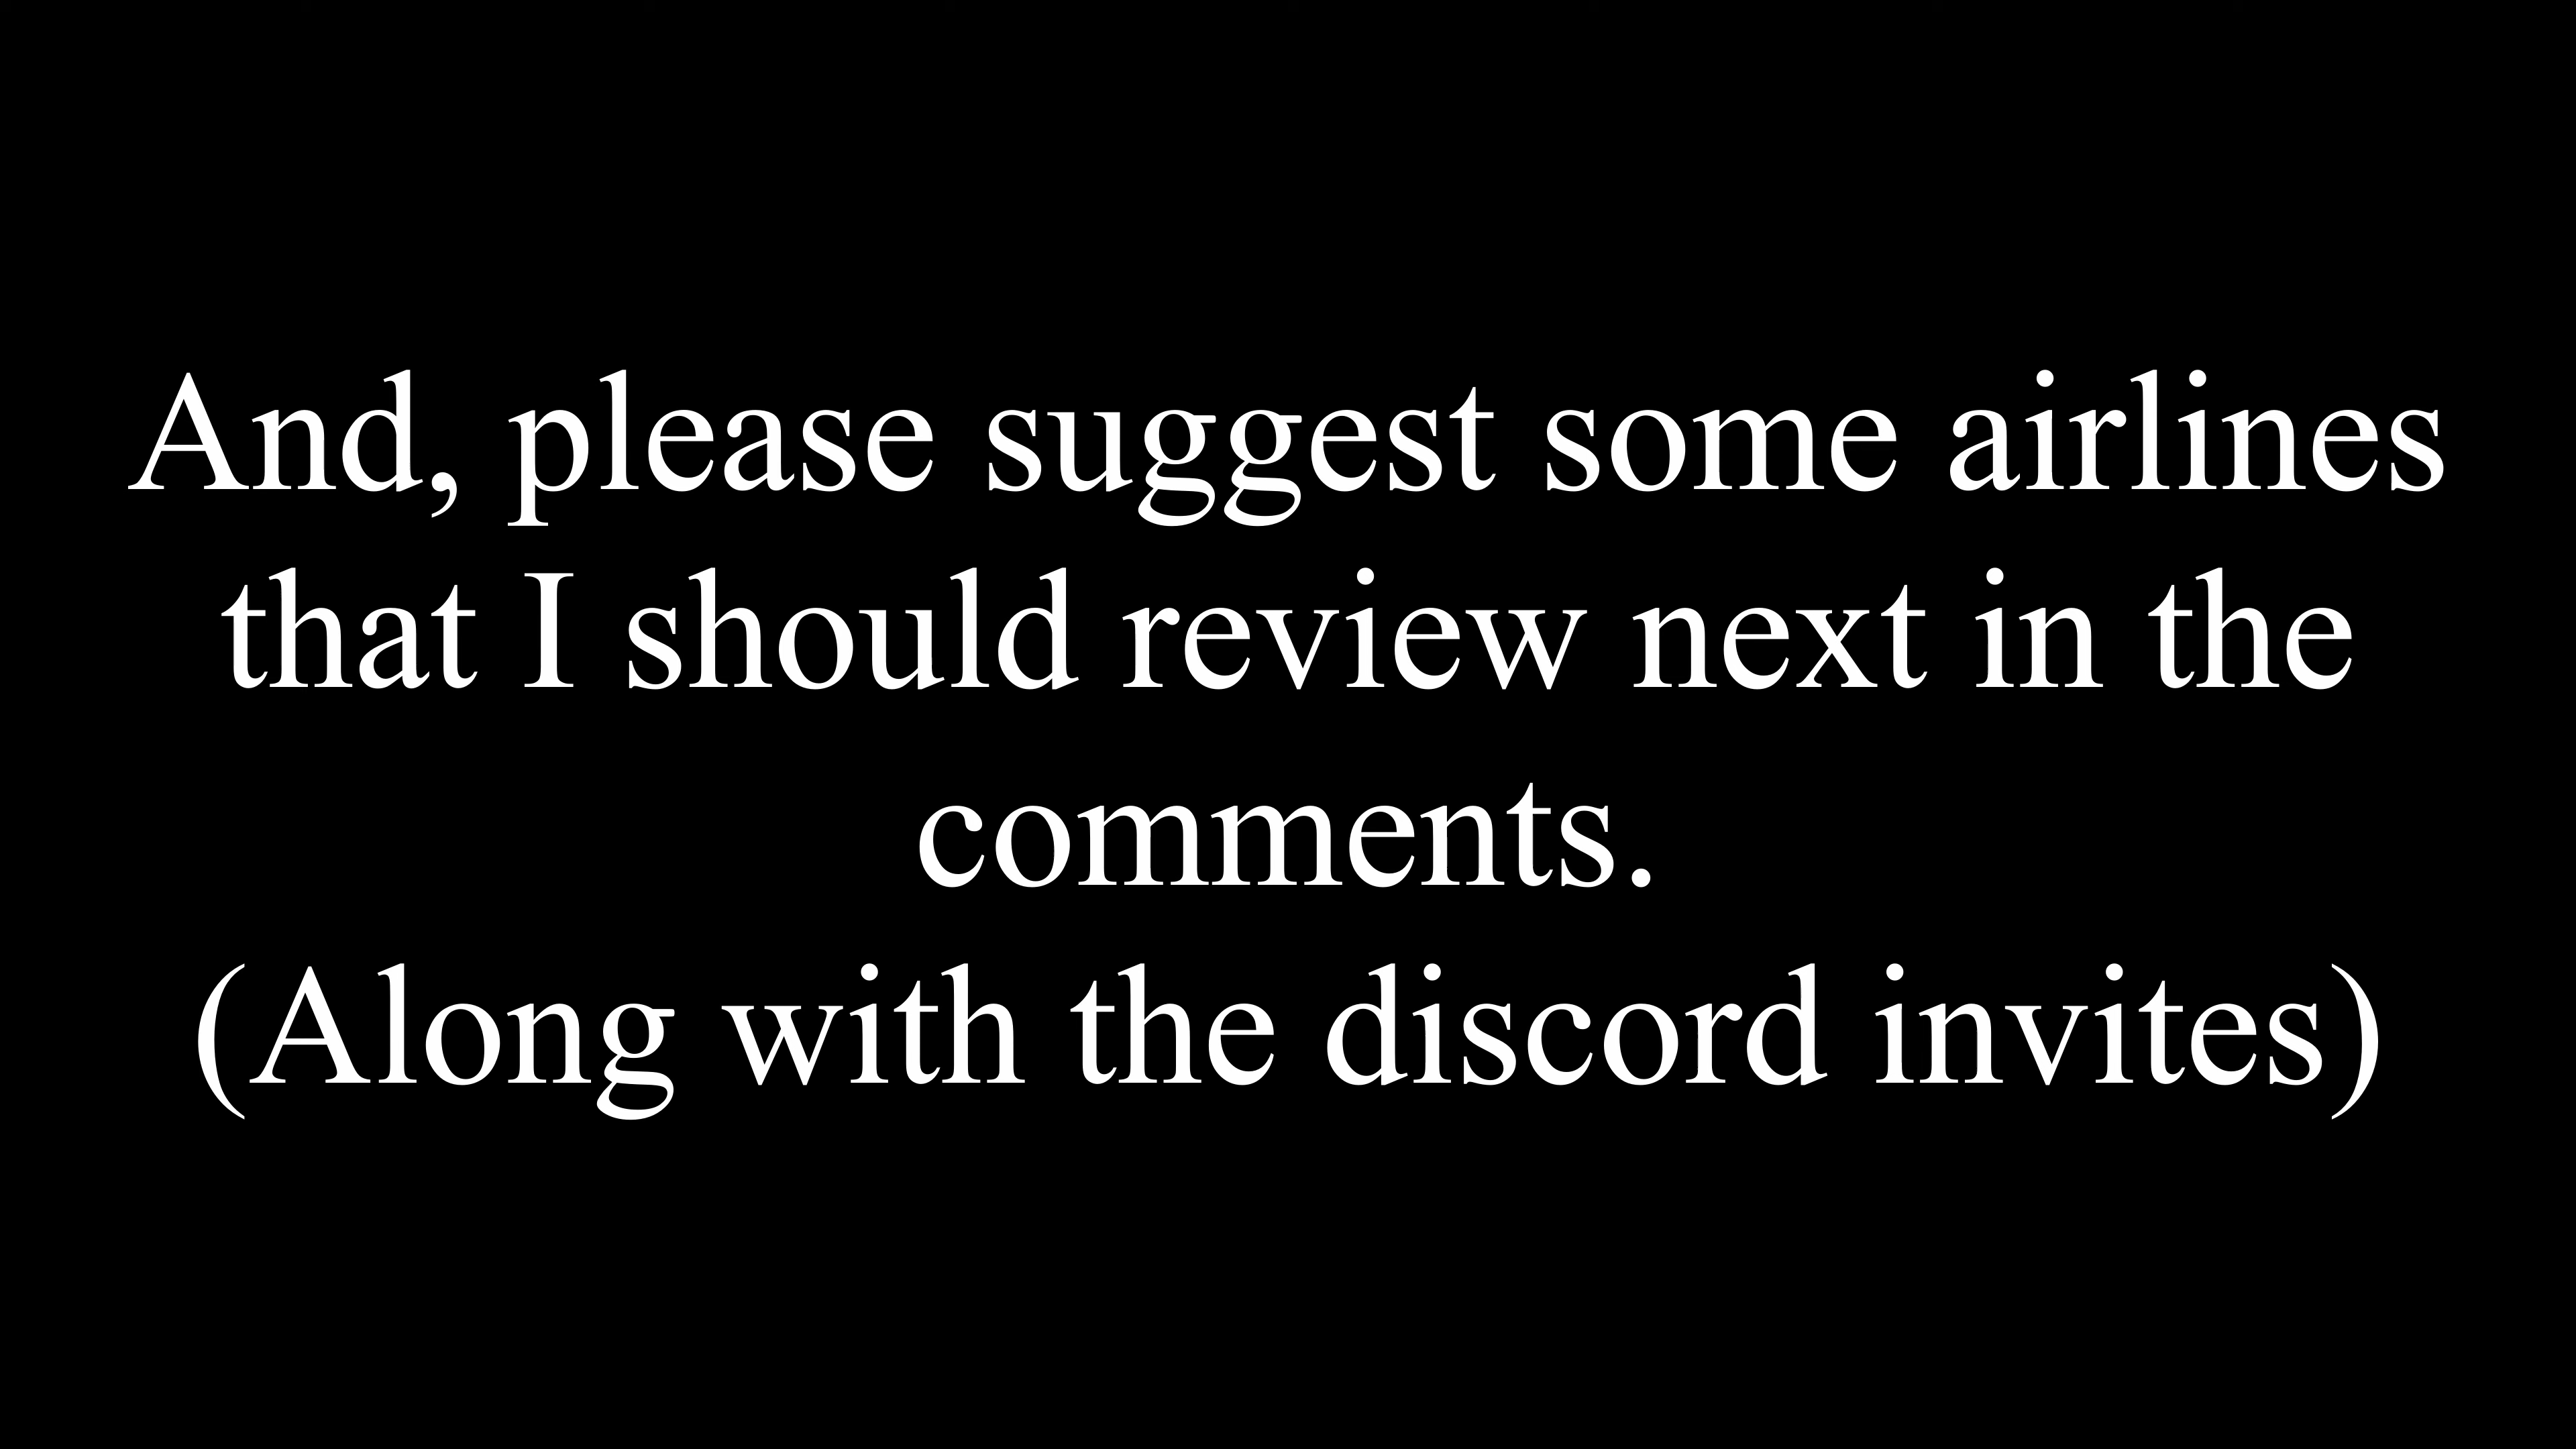 And, please suggest some airlines
that I should review next in the
comments.
(Along with the discord invites)